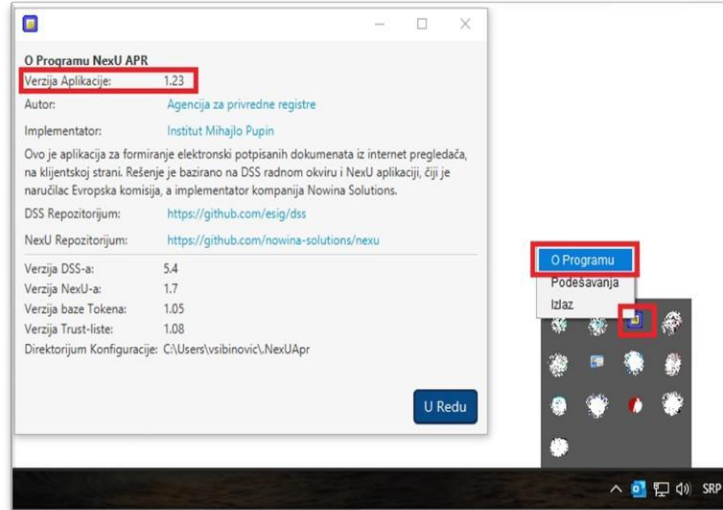 O Programu NexU APR
Verzija Aplikacije: 1.23
Autor: Agencija za privredne registre
Implementator: Institut Mihajlo Pupin
Ovo je aplikacija za formiranje elektronski potpisanih dokumenata iz internet pregledača,
na klijentskoj strani. Rešenje je bazirano na DSS radnom okviru i NexU aplikaciji, čiji je
naručilac Evropska komisija, a implementator kompanija Nowina Solutions.
DSS Repozitorijum: https://github.com/esig/dss
NexU Repozitorijum: https://github.com/nowina-solutions/nexu
Verzija DSS-a: 5.4
Verzija NexU-a: 1.7
Verzija baze Tokena: 1.05
Verzija Trust-liste: 1.08
Direktorijum Konfiguracije: C:\Users\vsibinovic\.NexUApr
U Redu
O Programu
Podešavanja
Izlaz
SRP